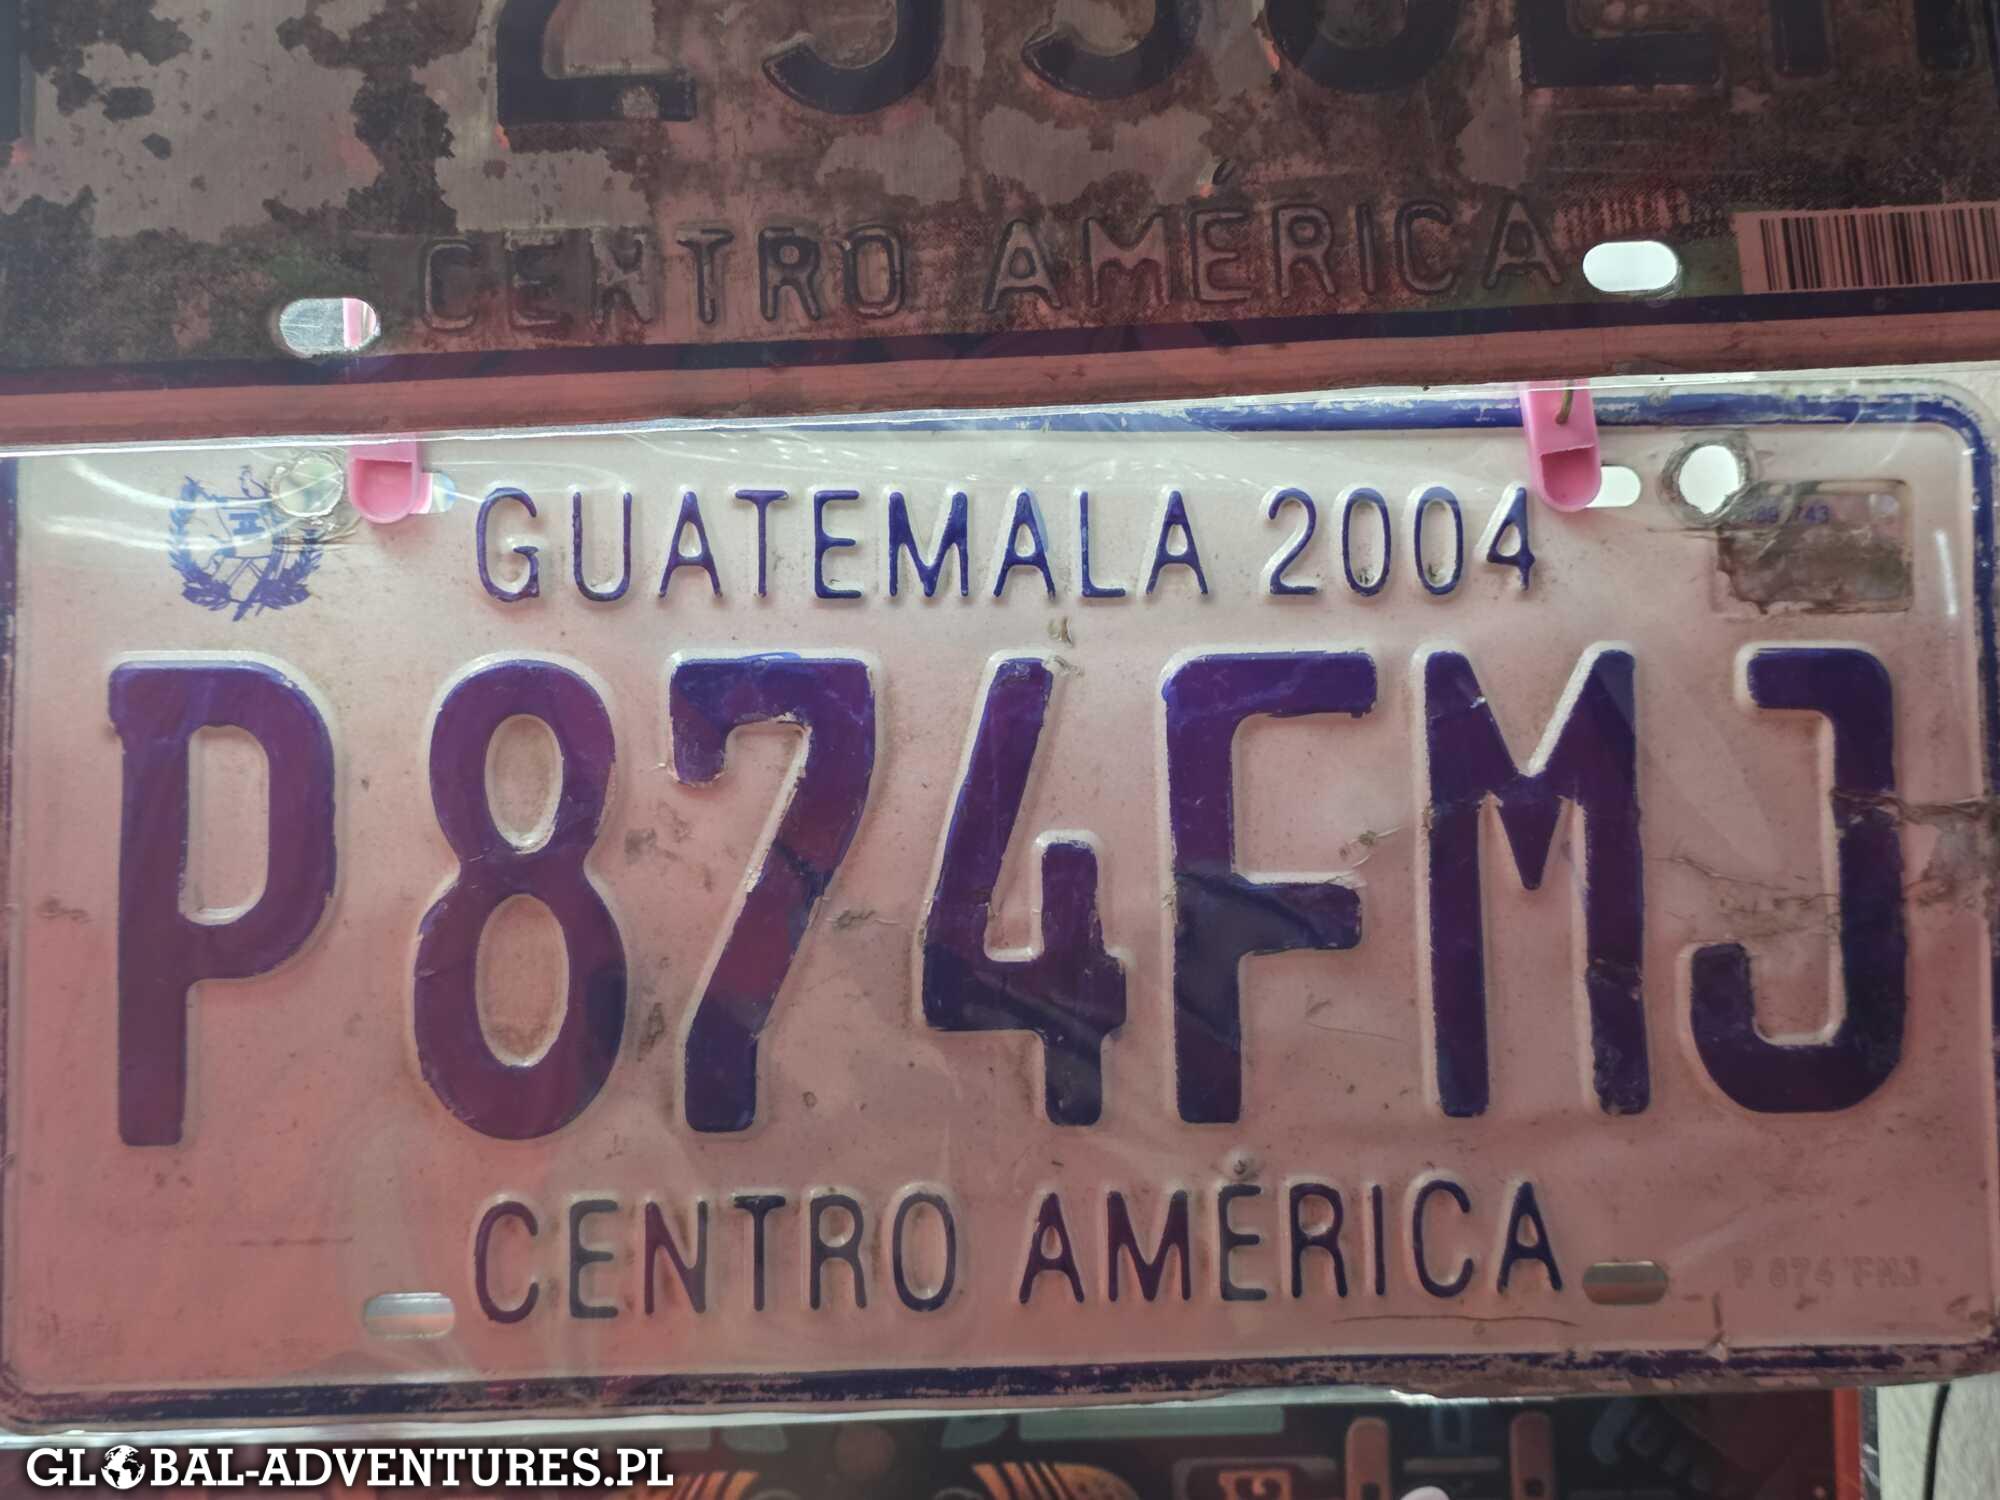 CENTRO AMÉRICA
GUATEMALA 2004
P874FMJ
CENTRO AMÉRICA
P 874 FMJ
GLOBAL-ADVENTURES.PL